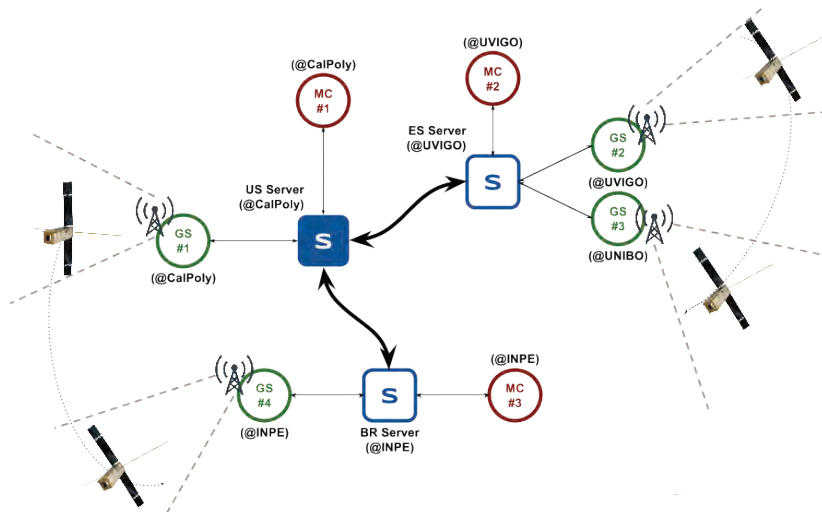 (@UVIGO)
MC
#2
(@CalPoly)
MC
#1
ES Server
(@UVIGO)
S
GS
#2
(@UVIGO)
US Server
(@CalPoly)
S
GS
#1
(@CalPoly)
GS
#3
(@UNIBO)
(@INPE)
GS
#4
(@INPE)
S
BR Server
(@INPE)
MC
#3